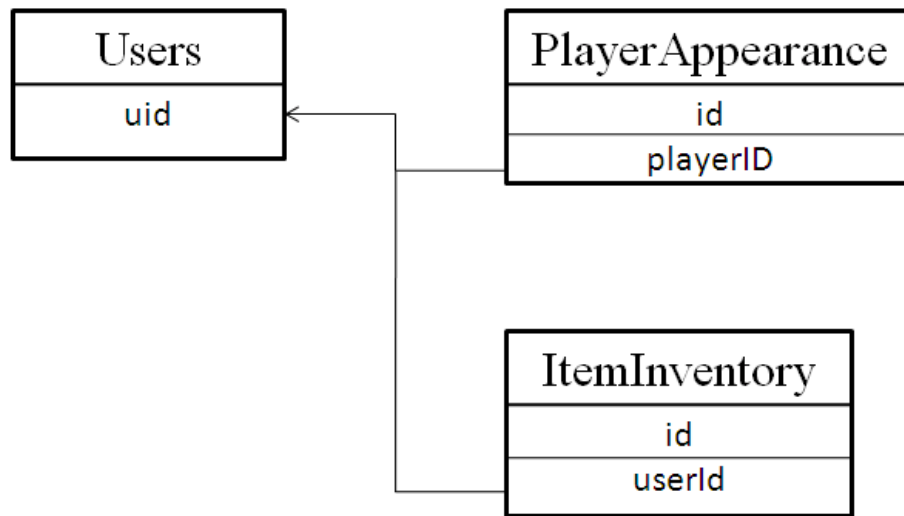 Users
uid
PlayerAppearance
id
playerID
ItemInventory
id
userId